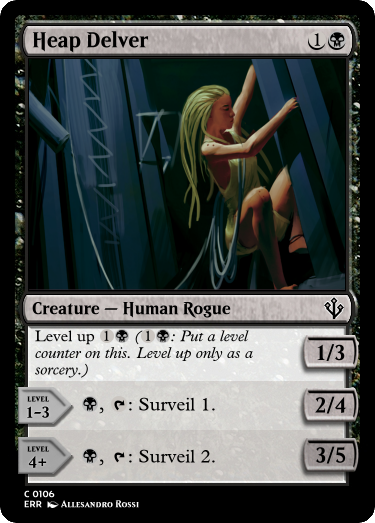 Heap Delver 1
Creature — Human Rogue
Level up 1 ( 1 : Put a level
counter on this. Level up only as a
sorcery.)
1/3
LEVEL
1-3
, : Surveil 1.
2/4
LEVEL
4+
, : Surveil 2.
3/5
C 0106
ERR Allesandro Rossi